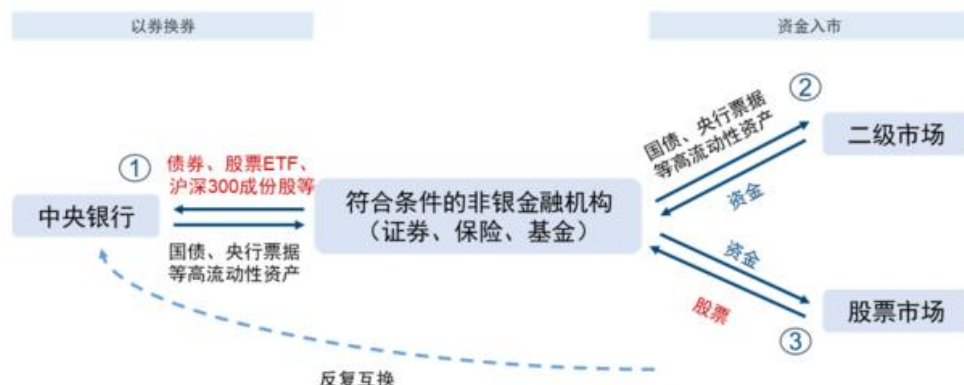 以券换券
资金入市
①
债券、股票ETF、
沪深300成份股等
中央银行
国债、央行票据
等高流动性资产
符合条件的非银金融机构
（证券、保险、基金）
②
国债、央行票据
等高流动性资产
资金
二级市场
资金
股票
③
股票市场
反复互换